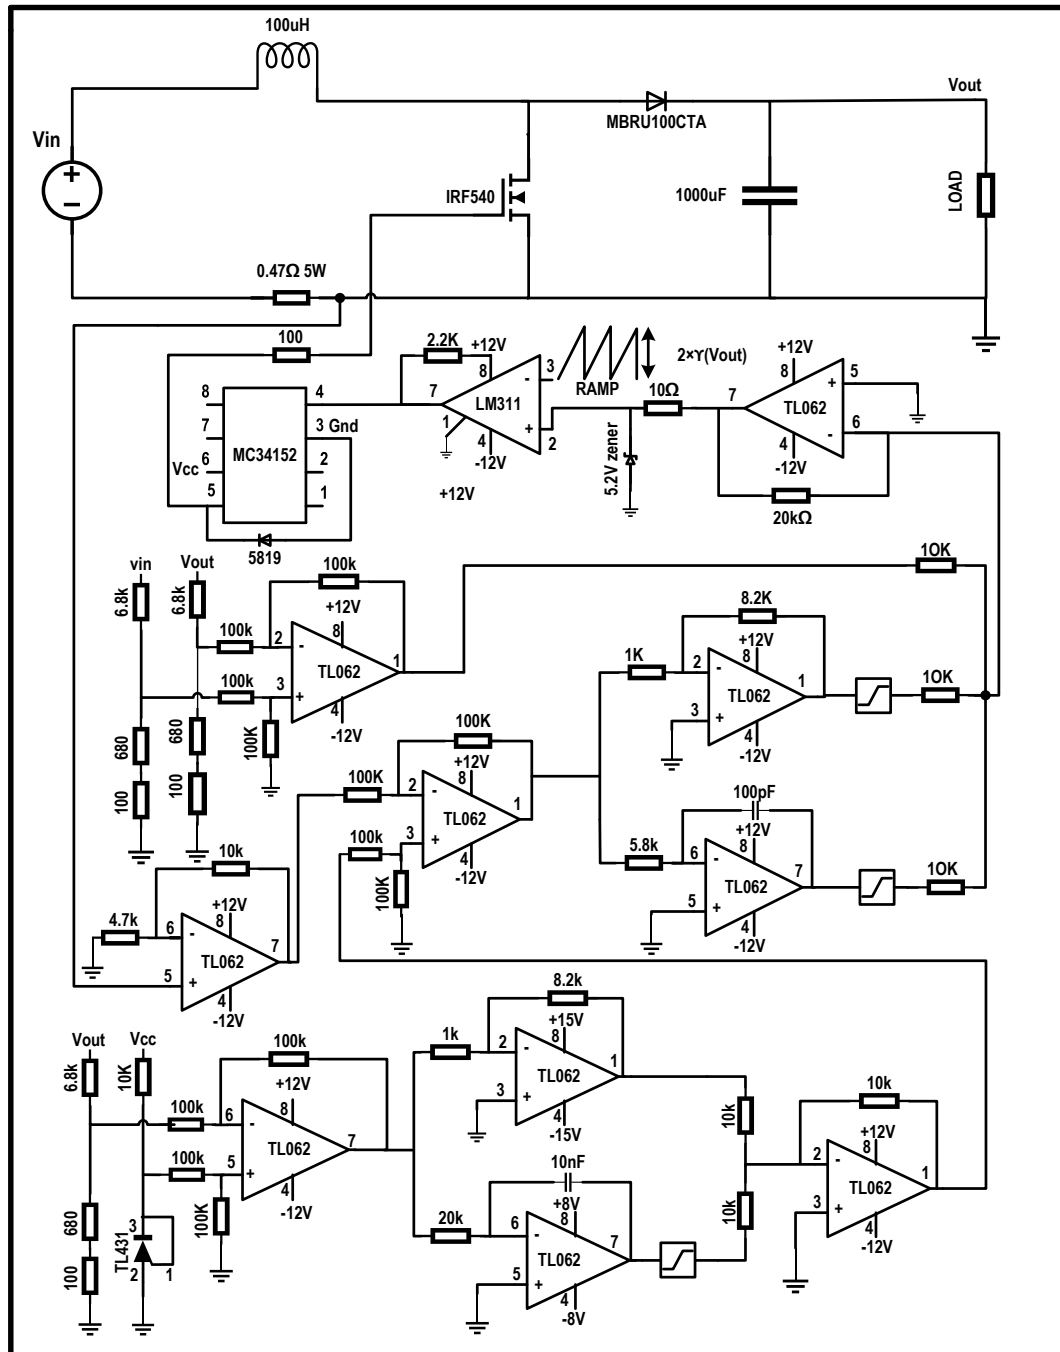 100uH
Vin
MBRU100CTA
Vout
IRF540
1000uF
LOAD
0.47Ω 5W
100
2.2K
+12V
8
7
LM311
-
3
+
2
1
4
-12V
+12V
RAMP
2×ϒ(Vout)
10Ω
5.2V zener
+12V
8
7
TL062
+
5
-
6
4
-12V
20kΩ
8
7
6
5
Vcc
MC34152
4
3
Gnd
2
1
5819
vin
6.8k
Vout
6.8k
100k
100k
100k
+12V
8
2
-
3
+
TL062
1
4
-12V
100K
680
100
680
100
1OK
8.2K
1K
2
-
+12V
8
TL062
1
3
+
4
-12V
1OK
100K
100K
2
-
+12V
8
TL062
1
100k
3
+
4
-12V
100K
100pF
5.8k
6
-
+12V
8
TL062
7
5
+
4
-12V
1OK
10k
4.7k
6
-
+12V
8
TL062
7
5
+
4
-12V
Vout
6.8k
Vcc
10K
100k
100k
6
-
+12V
8
TL062
7
100k
5
+
4
-12V
100K
680
100
TL431
3
2
1
8.2k
1k
2
-
+15V
8
TL062
1
3
+
4
-15V
10nF
20k
6
-
+8V
8
TL062
7
5
+
4
-8V
10k
10k
10k
2
-
+12V
8
TL062
1
3
+
4
-12V